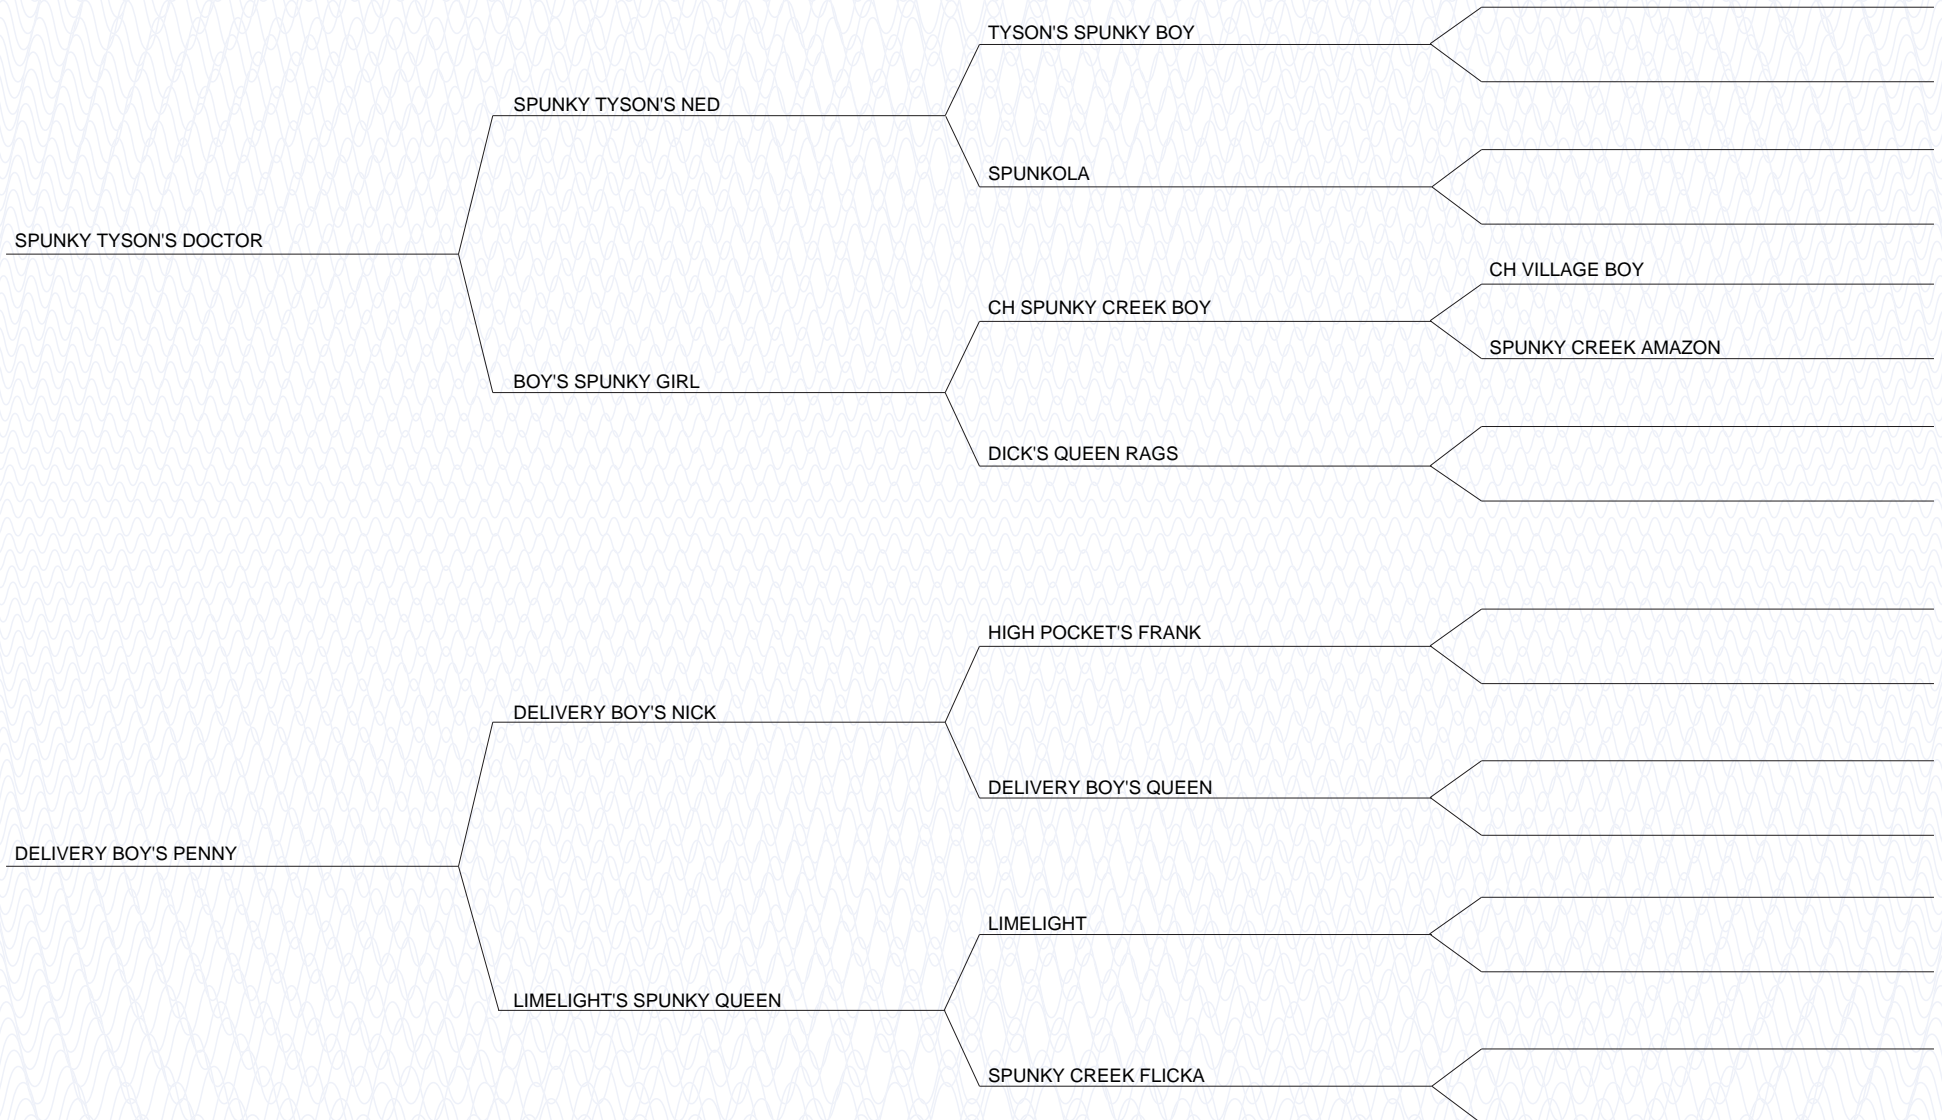 TYSON'S SPUNKY BOY
SPUNKY TYSON'S NED
SPUNKOLA
SPUNKY TYSON'S DOCTOR
CH VILLAGE BOY
CH SPUNKY CREEK BOY
SPUNKY CREEK AMAZON
BOY'S SPUNKY GIRL
DICK'S QUEEN RAGS
HIGH POCKET'S FRANK
DELIVERY BOY'S NICK
DELIVERY BOY'S QUEEN
DELIVERY BOY'S PENNY
LIMELIGHT
LIMELIGHT'S SPUNKY QUEEN
SPUNKY CREEK FLICKA